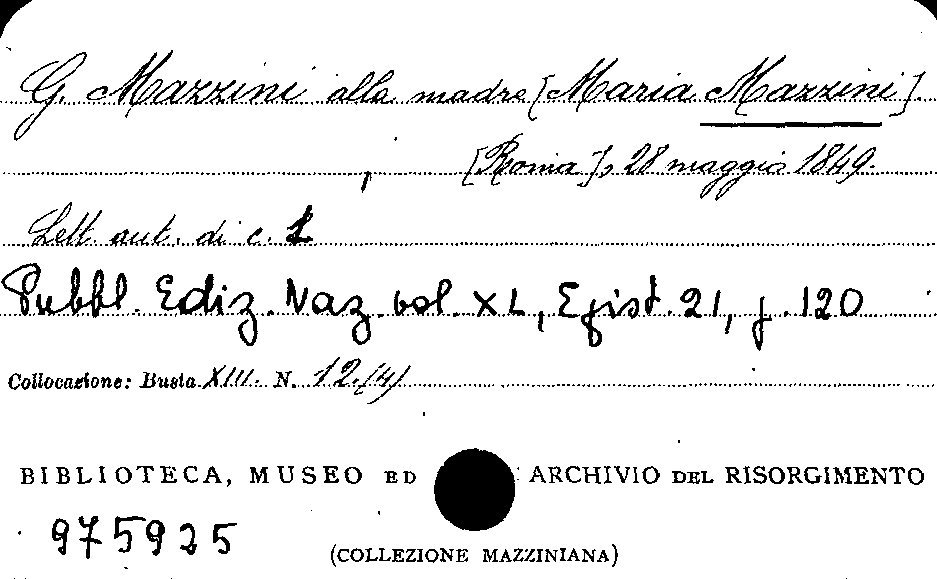 G. Mazzini alla madre [Maria Mazzini].
[Roma], 28 maggio 1849.
Lett. aut. di c. 1
Pubbl. Ediz. Naz. vol. XL, Epist. 21, p. 120
Collocazione: Busta XIII. N. 12.(4)
BIBLIOTECA, MUSEO ED ARCHIVIO DEL RISORGIMENTO
975925
(COLLEZIONE MAZZINIANA)